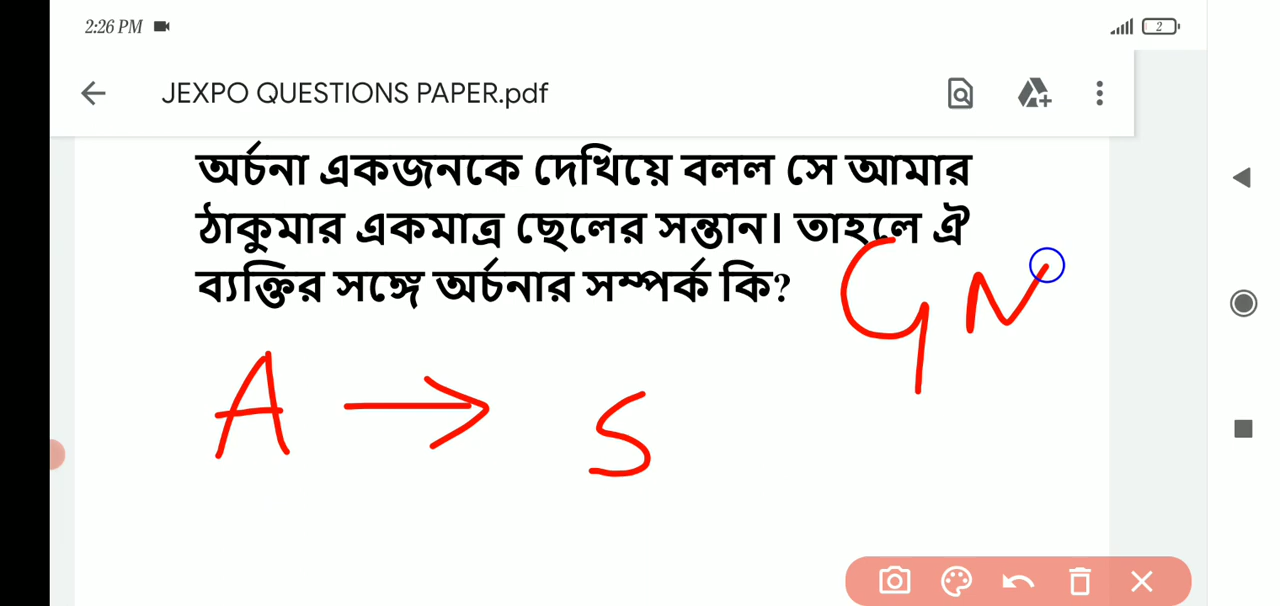 2:26 PM
2
JEXPO QUESTIONS PAPER.pdf
অর্চনা একজনকে দেখিয়ে বলল সে আমার
ঠাকুমার একমাত্র ছেলের সন্তান। তাহলে ঐ
ব্যক্তির সঙ্গে অর্চনার সম্পর্ক কি?
A → S